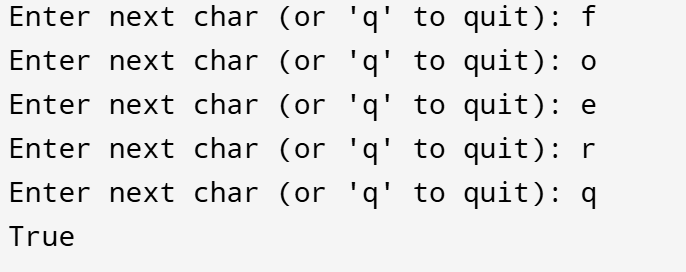 Enter next char (or 'q' to quit): f
Enter next char (or 'q' to quit): o
Enter next char (or 'q' to quit): e
Enter next char (or 'q' to quit): r
Enter next char (or 'q' to quit): q
True